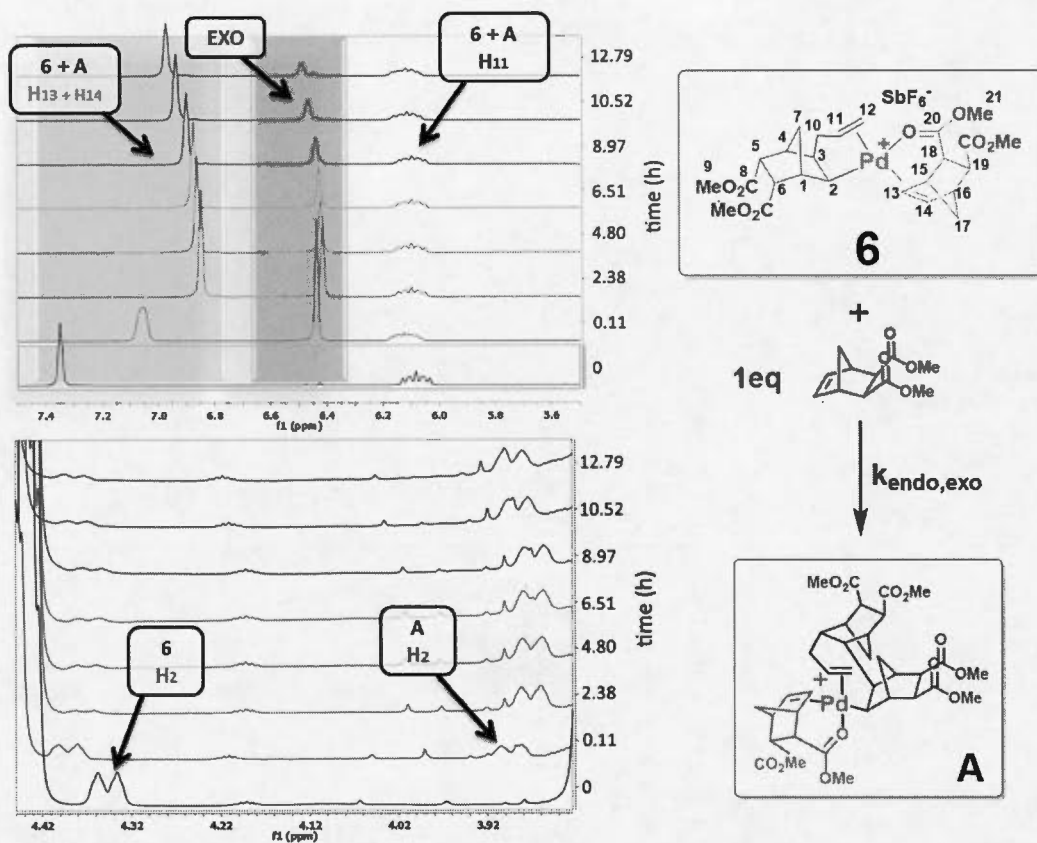 6 + A
H13 + H14
EXO
6 + A
H11
12.79
10.52
8.97
6.51
4.80
2.38
0.11
0
time (h)
7.4 7.2 7.0 6.8 6.6 6.4 6.2 6.0 5.8 3.6
f1 (ppm)
6
H2
A
H2
12.79
10.52
8.97
6.51
4.80
2.38
0.11
0
time (h)
4.42 4.32 4.22 4.12 4.02 3.92
f1 (ppm)
SbF6-
21
OMe
20
O
CO2Me
12
11
10
7
Pd
+
18
19
5
4
3
9
8
6
1
2
15
13
14
16
17
MeO2C
MeO2C
6
+
1eq
O
O
OMe
OMe
kendo,exo
MeO2C
CO2Me
O
O
OMe
OMe
+
Pd
O
CO2Me
OMe
A